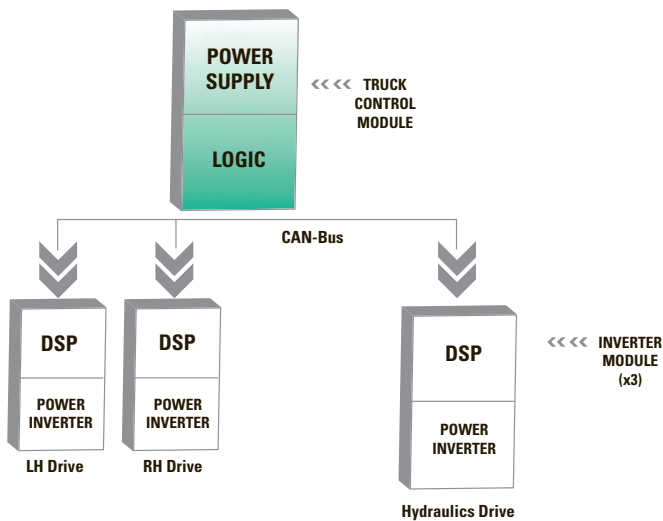 POWER
SUPPLY
<<<< TRUCK
CONTROL
MODULE
LOGIC
CAN-Bus
DSP
POWER
INVERTER
LH Drive
DSP
POWER
INVERTER
RH Drive
DSP
POWER
INVERTER
Hydraulics Drive
<<<< INVERTER
MODULE
(x3)